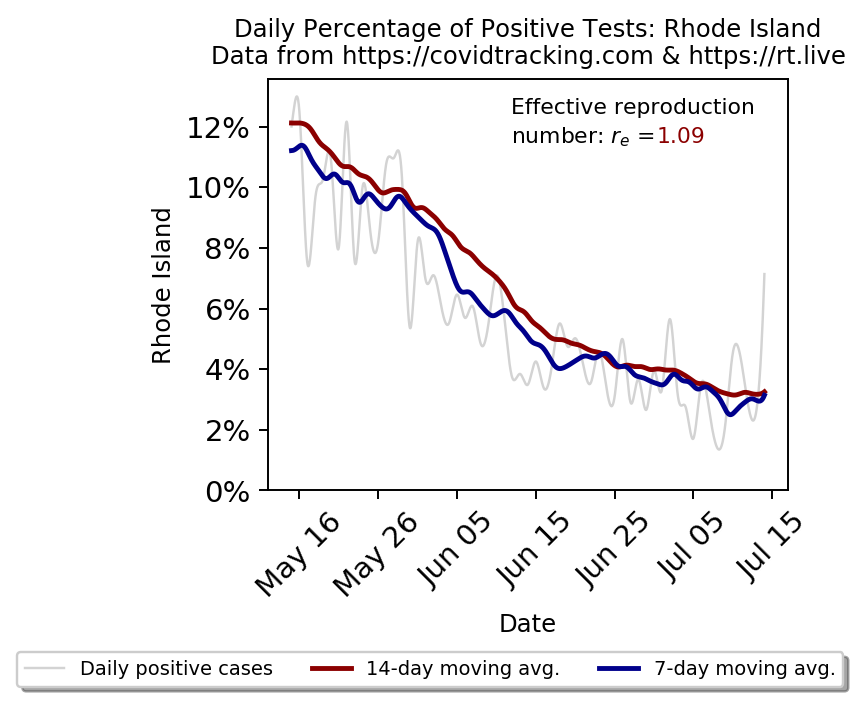 Daily Percentage of Positive Tests: Rhode Island
Data from https://covidtracking.com & https://rt.live
Effective reproduction
number: rₑ =1.09
12%
10%
8%
6%
4%
2%
0%
Rhode Island
May 16
May 26
Jun 05
Jun 15
Jun 25
Jul 05
Jul 15
Date
Daily positive cases
14-day moving avg.
7-day moving avg.